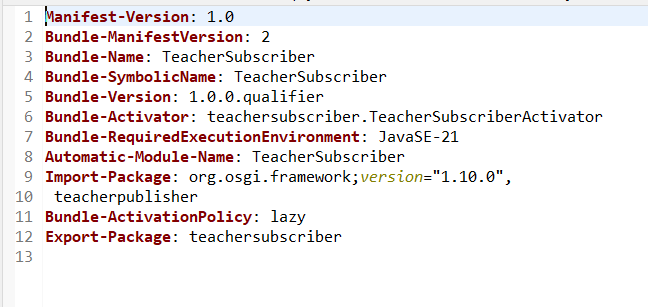 1 Manifest-Version: 1.0
2 Bundle-ManifestVersion: 2
3 Bundle-Name: TeacherSubscriber
4 Bundle-SymbolicName: TeacherSubscriber
5 Bundle-Version: 1.0.0.qualifier
6 Bundle-Activator: teachersubscriber.TeacherSubscriberActivator
7 Bundle-RequiredExecutionEnvironment: JavaSE-21
8 Automatic-Module-Name: TeacherSubscriber
9 Import-Package: org.osgi.framework;version="1.10.0",
10  teacherpublisher
11 Bundle-ActivationPolicy: lazy
12 Export-Package: teachersubscriber
13